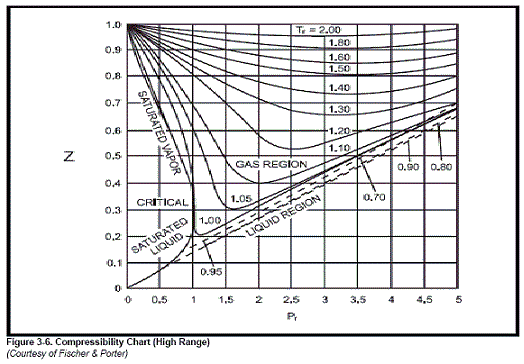 1.0
0.9
0.8
0.7
0.6
0.5
0.4
0.3
0.2
0.1
0
Z
Tr = 2.00
1.80
1.60
1.50
1.40
1.30
1.20
1.10
GAS REGION
SATURATED VAPOR
CRITICAL
1.05
1.00
SATURATED
LIQUID
LIQUID REGION
0.95
0.70
0.90
0.80
0 0.5 1.0 1.5 2 2.5 3 3.5 4 4.5 5
Pr
Figure 3-6. Compressibility Chart (High Range)
(Courtesy of Fischer & Porter)